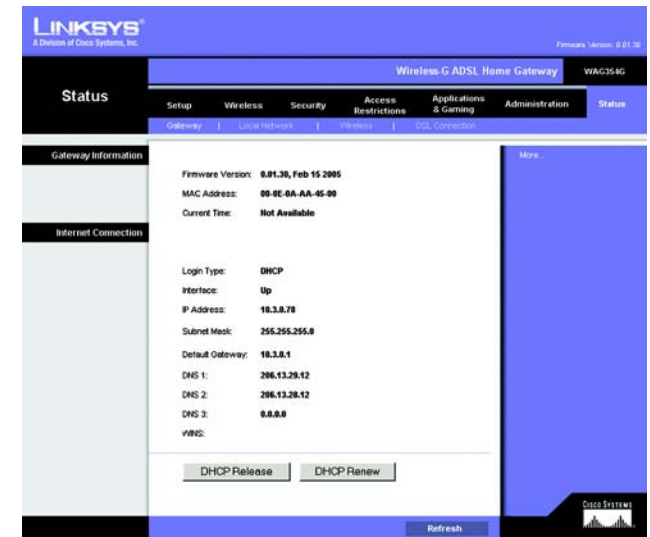 LINKSYS®
A Division of Cisco Systems, Inc.
Firmware Version: 0.01.30
Wireless-G ADSL Home Gateway WAG354G
Status
Setup Wireless Security Access Restrictions Applications & Gaming Administration Status
Gateway | Local Network | Wireless | DSL Connection
Gateway Information
More...
Firmware Version: 0.01.30, Feb 15 2005
MAC Address: 00-0E-0A-AA-45-00
Current Time: Not Available
Internet Connection
Login Type: DHCP
Interface: Up
IP Address: 10.3.0.78
Subnet Mask: 255.255.255.0
Default Gateway: 10.3.0.1
DNS 1: 206.13.29.12
DNS 2: 206.13.28.12
DNS 3: 0.0.0.0
WINS:
DHCP Release DHCP Renew
CISCO SYSTEMS
Refresh